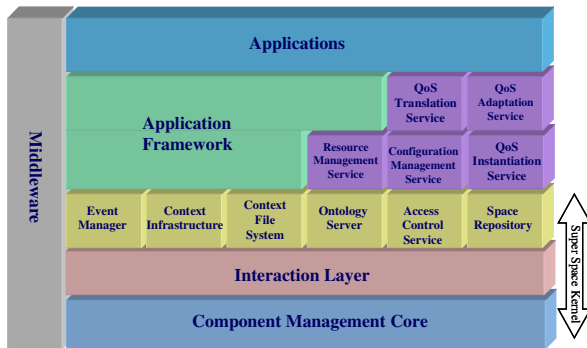 Middleware
Applications
Application
Framework
QoS
Translation
Service
QoS
Adaptation
Service
Resource
Management
Service
Configuration
Management
Service
QoS
Instantiation
Service
Event
Manager
Context
Infrastructure
Context
File
System
Ontology
Server
Access
Control
Service
Space
Repository
Super Space Kernel
Interaction Layer
Component Management Core